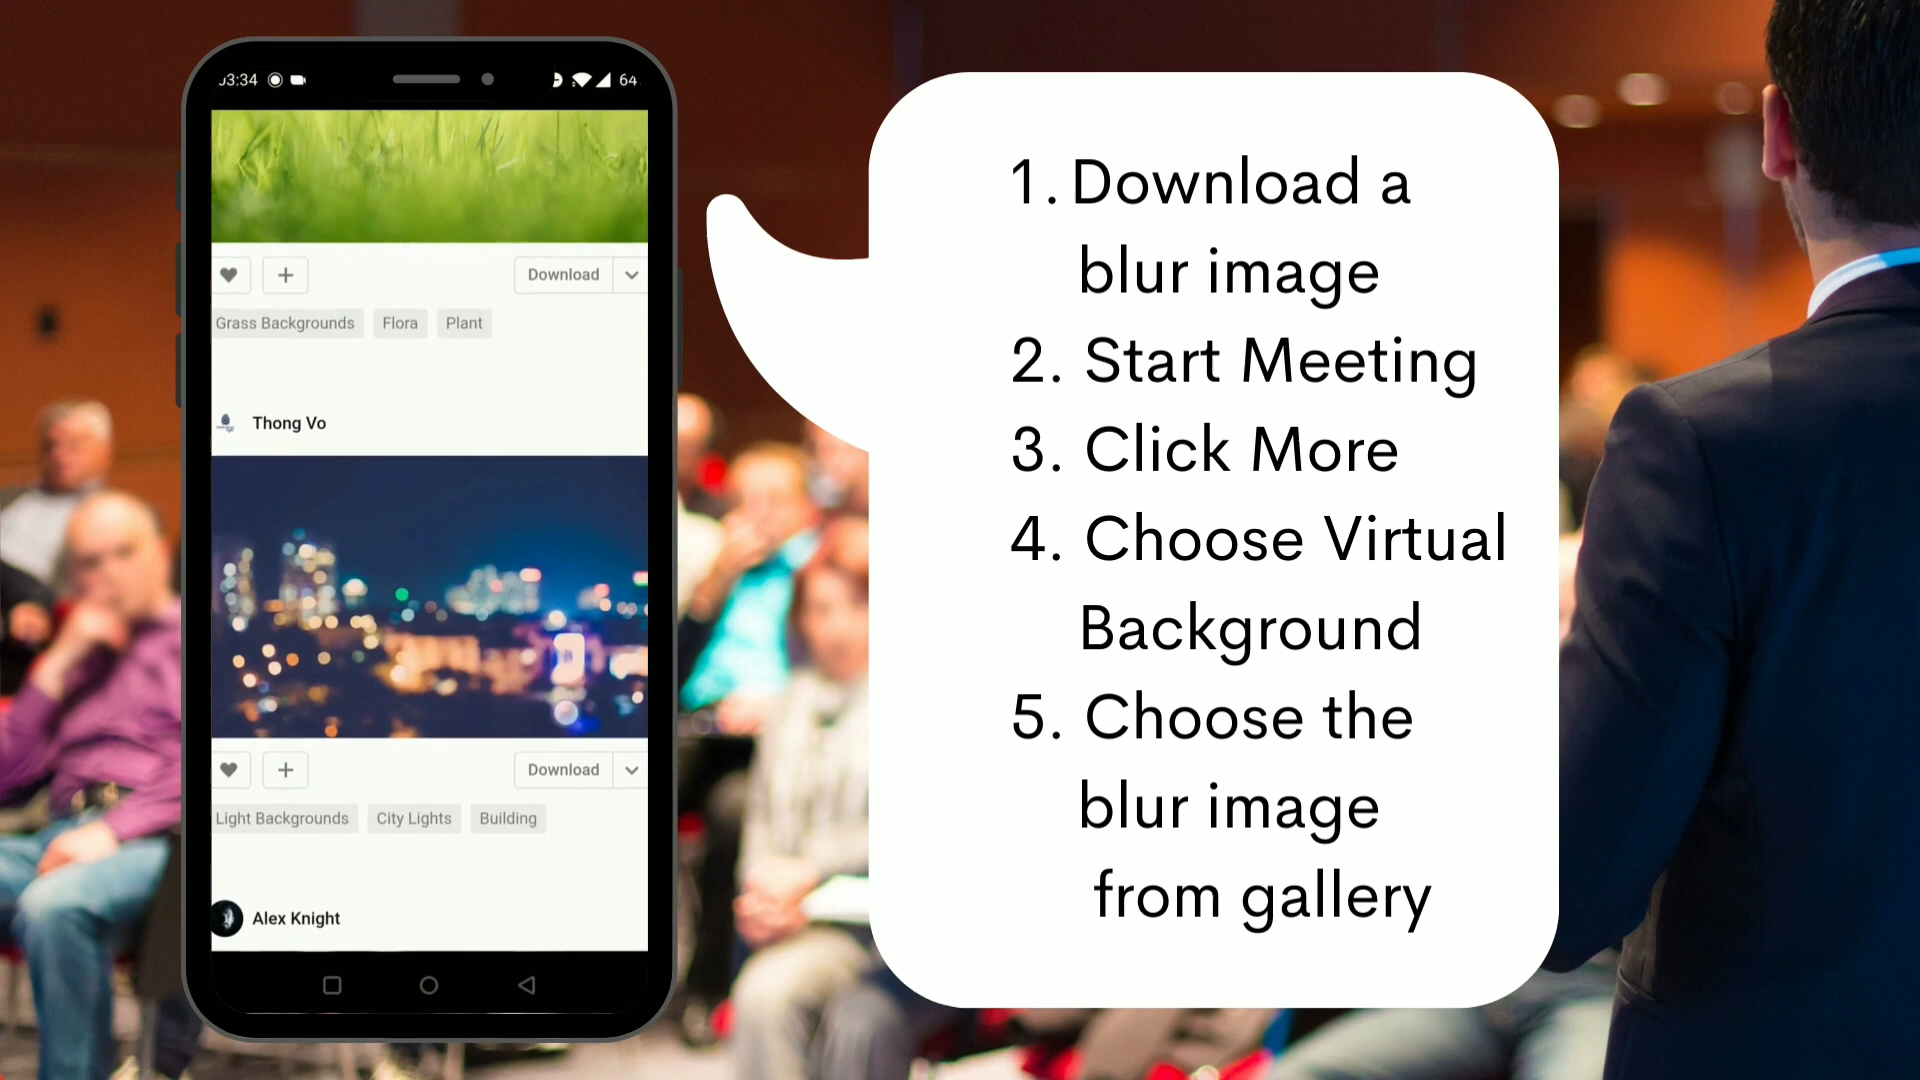 03:34
64
Download
Grass Backgrounds Flora Plant
Thong Vo
Download
Light Backgrounds City Lights Building
Alex Knight
1. Download a
blur image
2. Start Meeting
3. Click More
4. Choose Virtual
Background
5. Choose the
blur image
from gallery